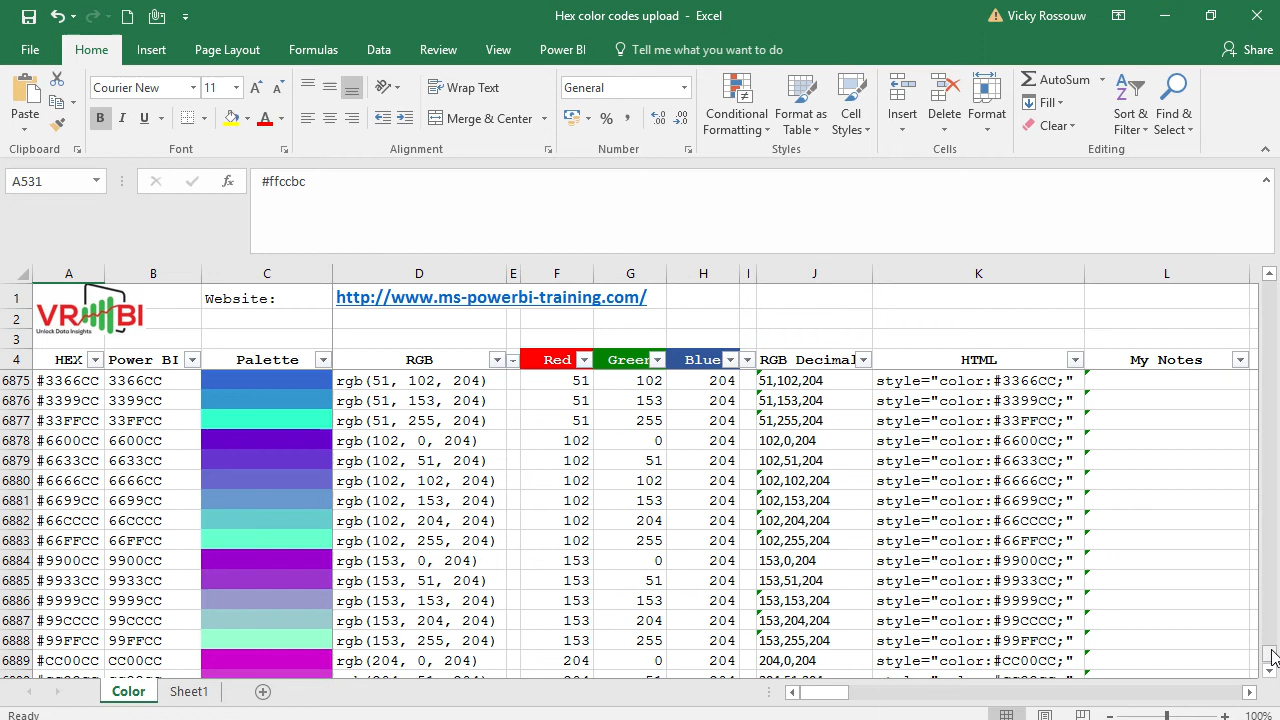 Hex color codes upload - Excel
Vicky Rossouw
File Home Insert Page Layout Formulas Data Review View Power BI Tell me what you want to do Share
Courier New 11 Wrap Text General AutoSum
Paste Conditional Formatting Format as Table Cell Styles Insert Delete Format Fill Sort & Filter Find & Select
B I U A Merge & Center % Clear
Clipboard Font Alignment Number Styles Cells Editing
A531 fx #ffccbc
A B C D E F G H I J K L
1 Website: http://www.ms-powerbi-training.com/
VR BI
Unlock Data Insights
2
3
4 HEX Power BI Palette RGB Red Green Blue RGB Decimal HTML My Notes
6875 #3366CC 3366CC rgb(51, 102, 204) 51 102 204 51,102,204 style="color:#3366CC;"
6876 #3399CC 3399CC rgb(51, 153, 204) 51 153 204 51,153,204 style="color:#3399CC;"
6877 #33FFCC 33FFCC rgb(51, 255, 204) 51 255 204 51,255,204 style="color:#33FFCC;"
6878 #6600CC 6600CC rgb(102, 0, 204) 102 0 204 102,0,204 style="color:#6600CC;"
6879 #6633CC 6633CC rgb(102, 51, 204) 102 51 204 102,51,204 style="color:#6633CC;"
6880 #6666CC 6666CC rgb(102, 102, 204) 102 102 204 102,102,204 style="color:#6666CC;"
6881 #6699CC 6699CC rgb(102, 153, 204) 102 153 204 102,153,204 style="color:#6699CC;"
6882 #66CCCC 66CCCC rgb(102, 204, 204) 102 204 204 102,204,204 style="color:#66CCCC;"
6883 #66FFCC 66FFCC rgb(102, 255, 204) 102 255 204 102,255,204 style="color:#66FFCC;"
6884 #9900CC 9900CC rgb(153, 0, 204) 153 0 204 153,0,204 style="color:#9900CC;"
6885 #9933CC 9933CC rgb(153, 51, 204) 153 51 204 153,51,204 style="color:#9933CC;"
6886 #9999CC 9999CC rgb(153, 153, 204) 153 153 204 153,153,204 style="color:#9999CC;"
6887 #99CCCC 99CCCC rgb(153, 204, 204) 153 204 204 153,204,204 style="color:#99CCCC;"
6888 #99FFCC 99FFCC rgb(153, 255, 204) 153 255 204 153,255,204 style="color:#99FFCC;"
6889 #CC00CC CC00CC rgb(204, 0, 204) 204 0 204 204,0,204 style="color:#CC00CC;"
Color Sheet1
Ready 100%